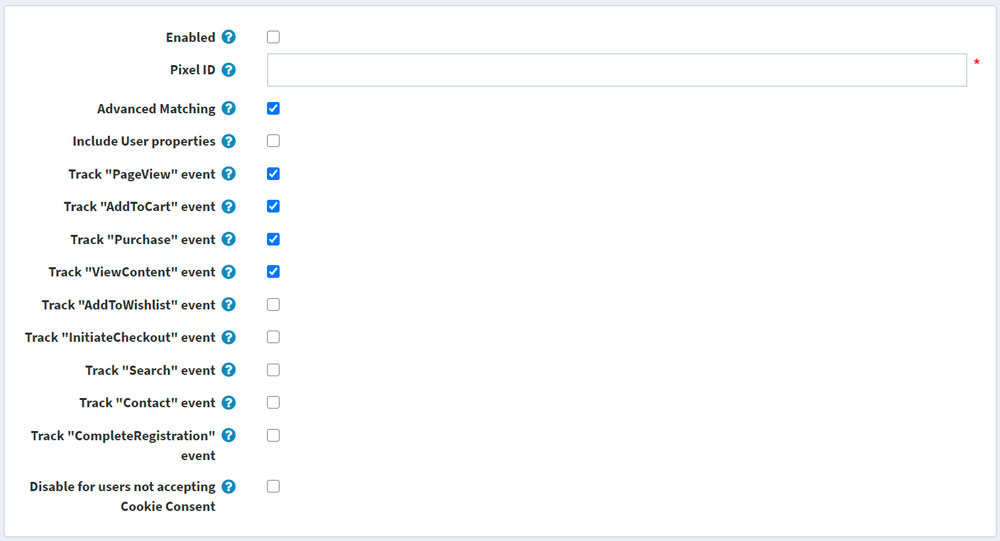 Enabled ?
Pixel ID ? *
Advanced Matching ?
Include User properties ?
Track "PageView" event ?
Track "AddToCart" event ?
Track "Purchase" event ?
Track "ViewContent" event ?
Track "AddToWishlist" event ?
Track "InitiateCheckout" event ?
Track "Search" event ?
Track "Contact" event ?
Track "CompleteRegistration" ?
event
Disable for users not accepting ?
Cookie Consent